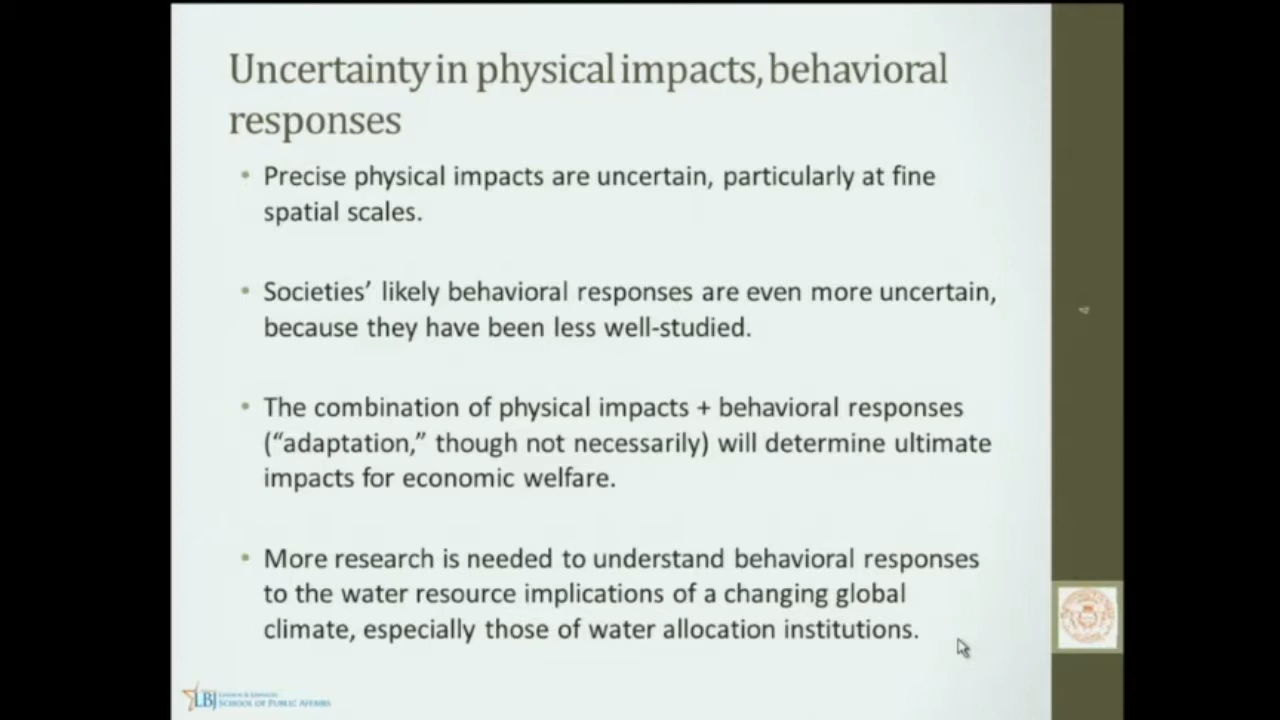 Uncertainty in physical impacts, behavioral
responses
• Precise physical impacts are uncertain, particularly at fine
spatial scales.
• Societies’ likely behavioral responses are even more uncertain,
because they have been less well-studied.
• The combination of physical impacts + behavioral responses
(“adaptation,” though not necessarily) will determine ultimate
impacts for economic welfare.
• More research is needed to understand behavioral responses
to the water resource implications of a changing global
climate, especially those of water allocation institutions.
4
LBJ
SCHOOL OF PUBLIC AFFAIRS